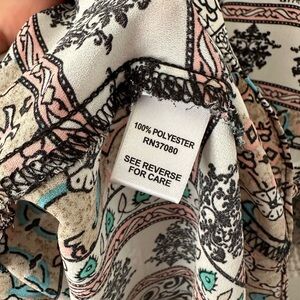 100% POLYESTER
RN37080
SEE REVERSE
FOR CARE